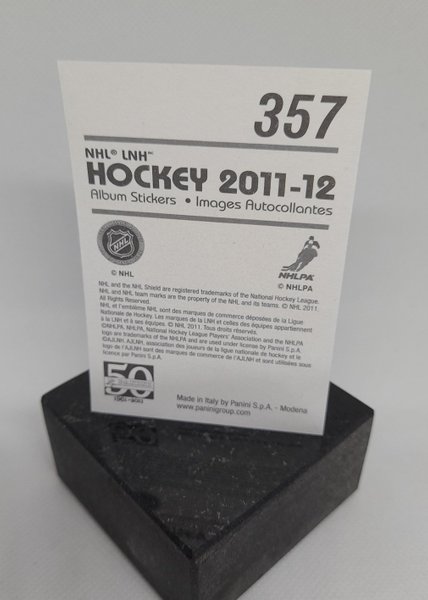 357
NHL® LNH™
HOCKEY 2011-12
Album Stickers • Images Autocollantes
NHL
NHLPA
© NHL
© NHLPA
NHL and the NHL Shield are registered trademarks of the National Hockey League.
NHL and NHL team marks are the property of the NHL and its teams. © NHL 2011.
All Rights Reserved.
NHL et l'emblème NHL sont des marques de commerce déposées de la Ligue
Nationale de Hockey. Les marques de la LNH et celles des équipes appartiennent
à la LNH et à ses équipes. © NHL 2011. Tous droits réservés.
©NHLPA. NHLPA, National Hockey League Players' Association and the NHLPA
logo are trademarks of the NHLPA and are used under license by Panini S.p.A.
©AJLNH. AJLNH, association des joueurs de la ligue nationale de hockey et le
logo de l'AJLNH sont des marques de commerce de l'AJLNH et sont utilisées sous
licence par Panini S.p.A.
50
1961-2011
Made in Italy by Panini S.p.A. - Modena
www.paninigroup.com